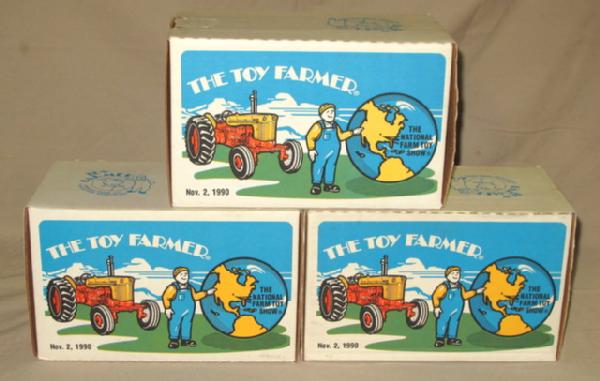 THE TOY FARMER®
THE
NATIONAL
FARM TOY
SHOW®
Nov. 2, 1990
THE TOY FARMER®
THE
NATIONAL
FARM TOY
SHOW®
Nov. 2, 1990
THE TOY FARMER®
THE
NATIONAL
FARM TOY
SHOW®
Nov. 2, 1990